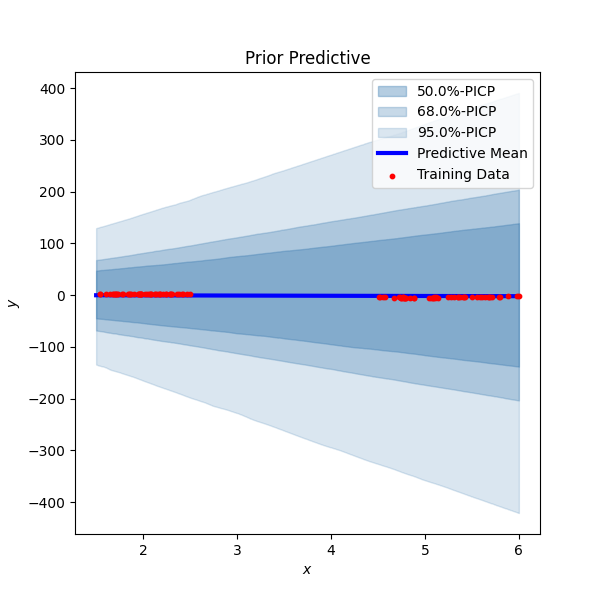 Prior Predictive
400
300
200
100
0
−100
−200
−300
−400
y
50.0%-PICP
68.0%-PICP
95.0%-PICP
Predictive Mean
Training Data
2
3
4
5
6
x